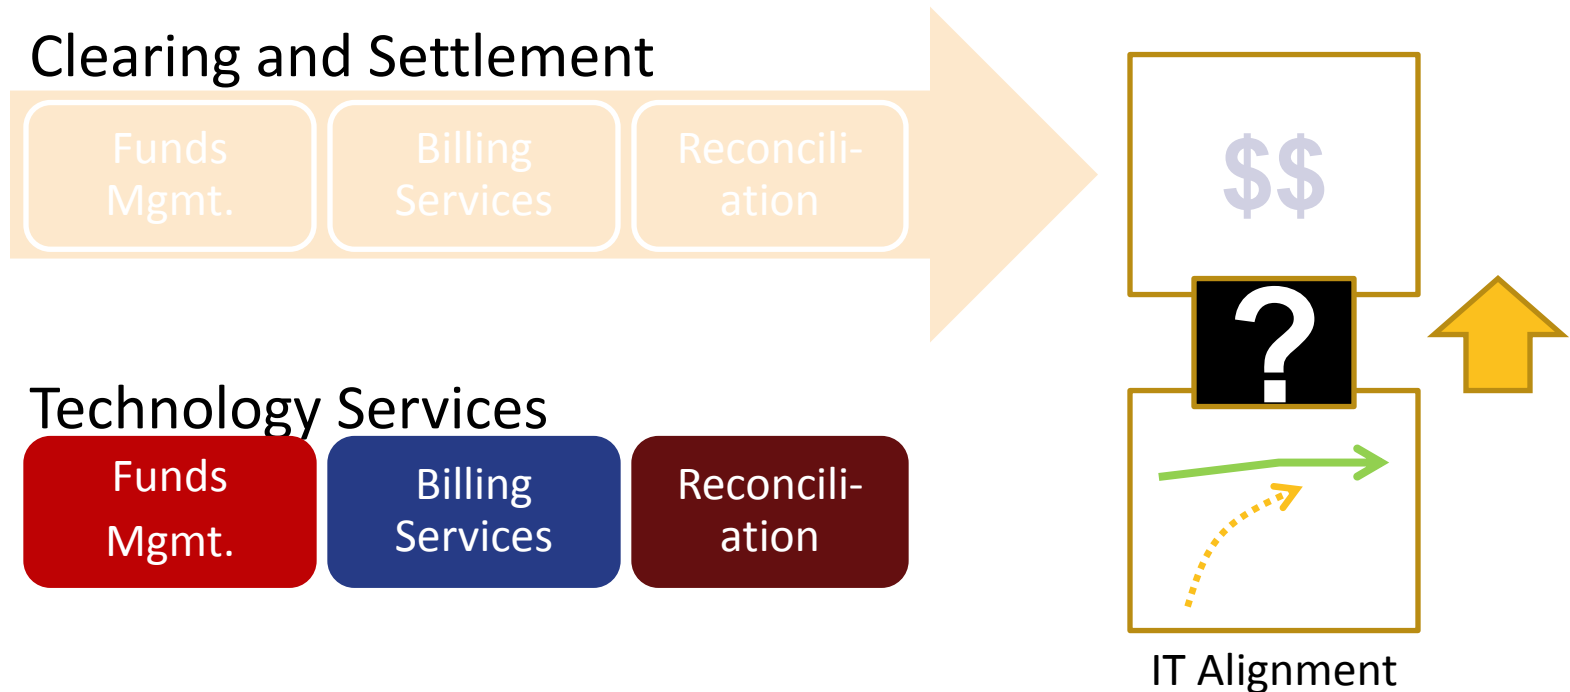 Clearing and Settlement
Funds
Mgmt.
Billing
Services
Reconcili-
ation
$$
?
Technology Services
Funds
Mgmt.
Billing
Services
Reconcili-
ation
IT Alignment